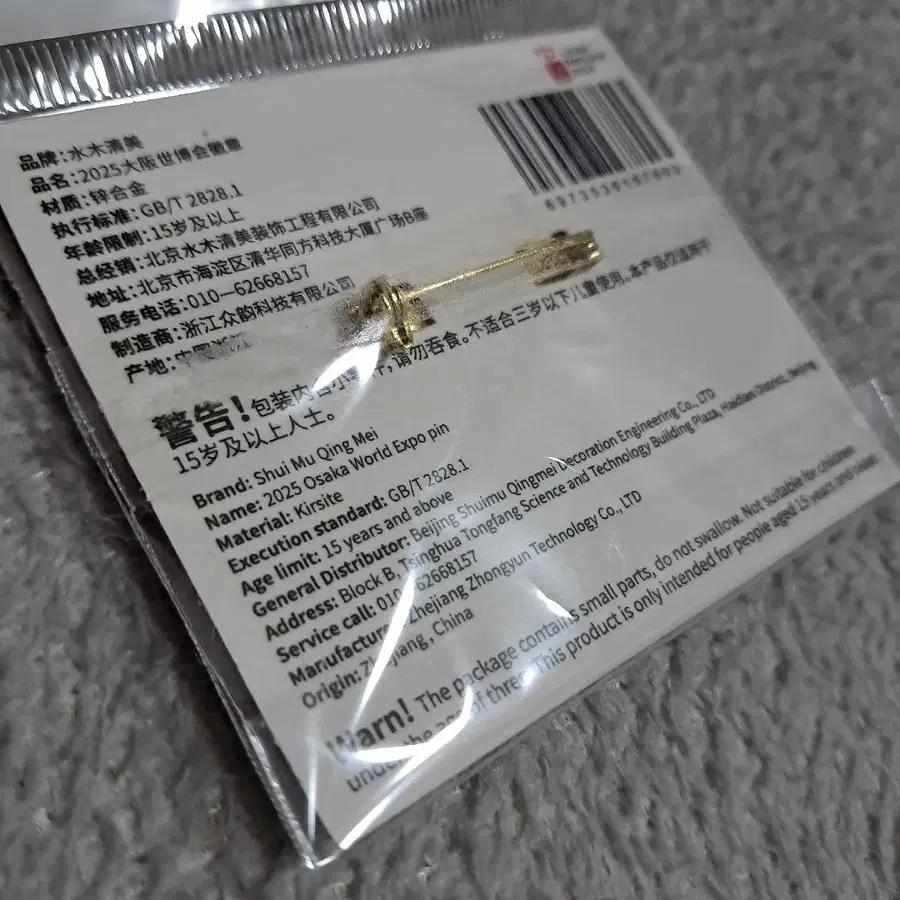 品牌：水木清美
品名：2025大阪世博会徽章
材质：锌合金
执行标准：GB/T 2828.1
年龄限制：15岁及以上
总经销：北京水木清美装饰工程有限公司
地址：北京市海淀区清华同方科技大厦广场B座
服务电话：010—62668157
制造商：浙江众韵科技有限公司
产地：中国浙江
警告！包装内含小，请勿吞食。不适合三岁以下儿童使用。本产品仅适用于
15岁及以上人士。
Brand: Shui Mu Qing Mei
Name: 2025 Osaka World Expo pin
Material: Kirsite
Execution standard: GB/T 2828.1
Age limit: 15 years and above
General Distributor: Beijing Shuimu Qingmei Decoration Engineering Co., LTD
Address: Block B, Tsinghua Tongfang Science and Technology Building Plaza, Haidian District, Beijing
Service call: 010-62668157
Manufacturer: Zhejiang Zhongyun Technology Co., LTD
Origin: Zhejiang, China
Warn! The package contains small parts, do not swallow. Not suitable for children
under the age of three. This product is only intended for people aged 15 years and